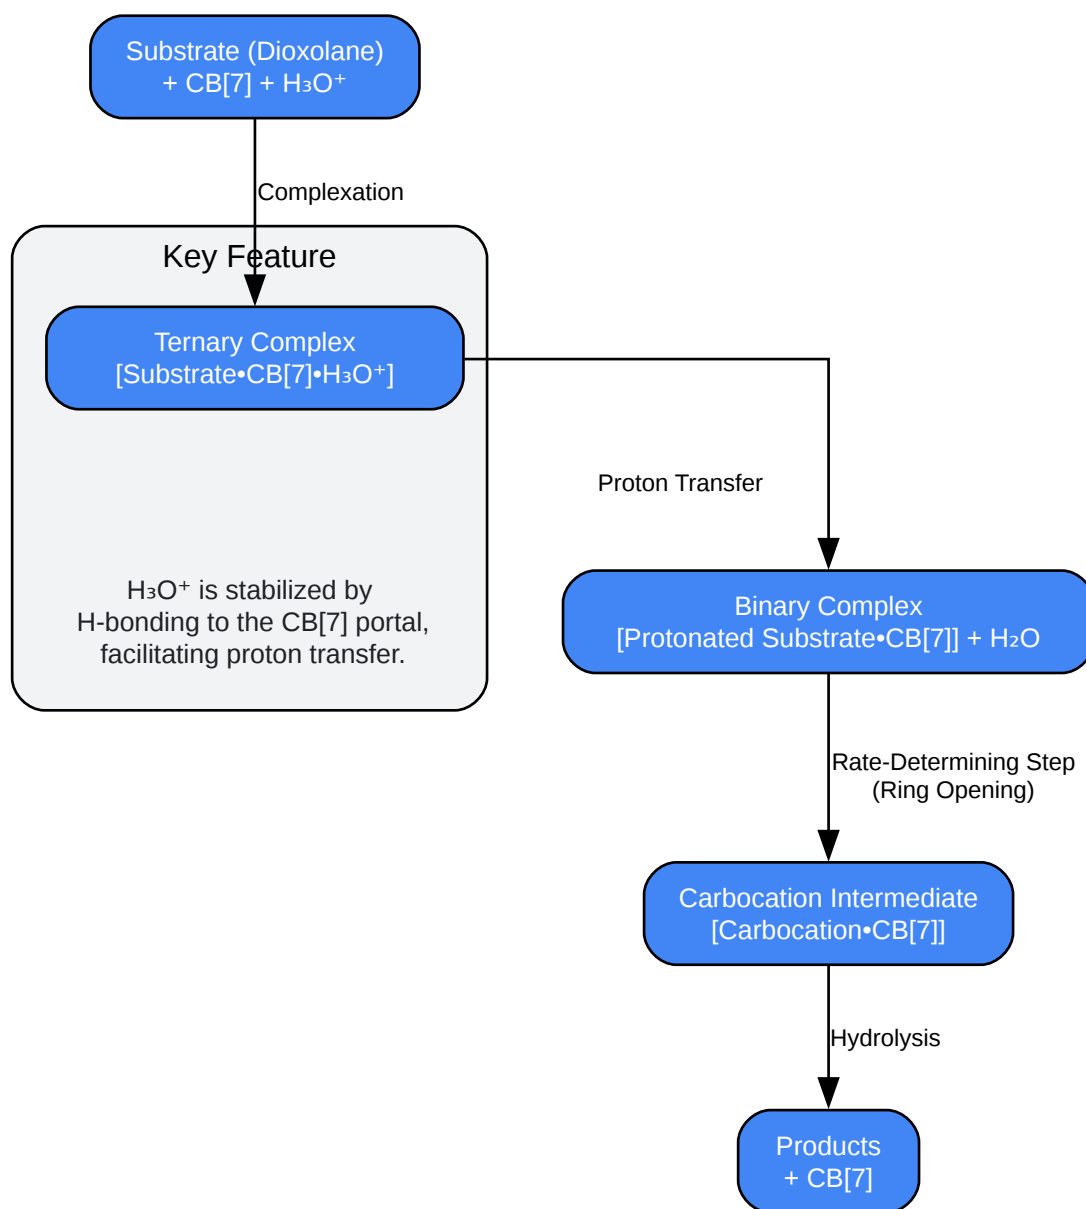 Substrate (Dioxolane)
+ CB[7] + H₃O⁺
Complexation
Key Feature
Ternary Complex
[Substrate•CB[7]•H₃O⁺]
H₃O⁺ is stabilized by
H-bonding to the CB[7] portal,
facilitating proton transfer.
Proton Transfer
Binary Complex
[Protonated Substrate•CB[7]] + H₂O
Rate-Determining Step
(Ring Opening)
Carbocation Intermediate
[Carbocation•CB[7]]
Hydrolysis
Products
+ CB[7]